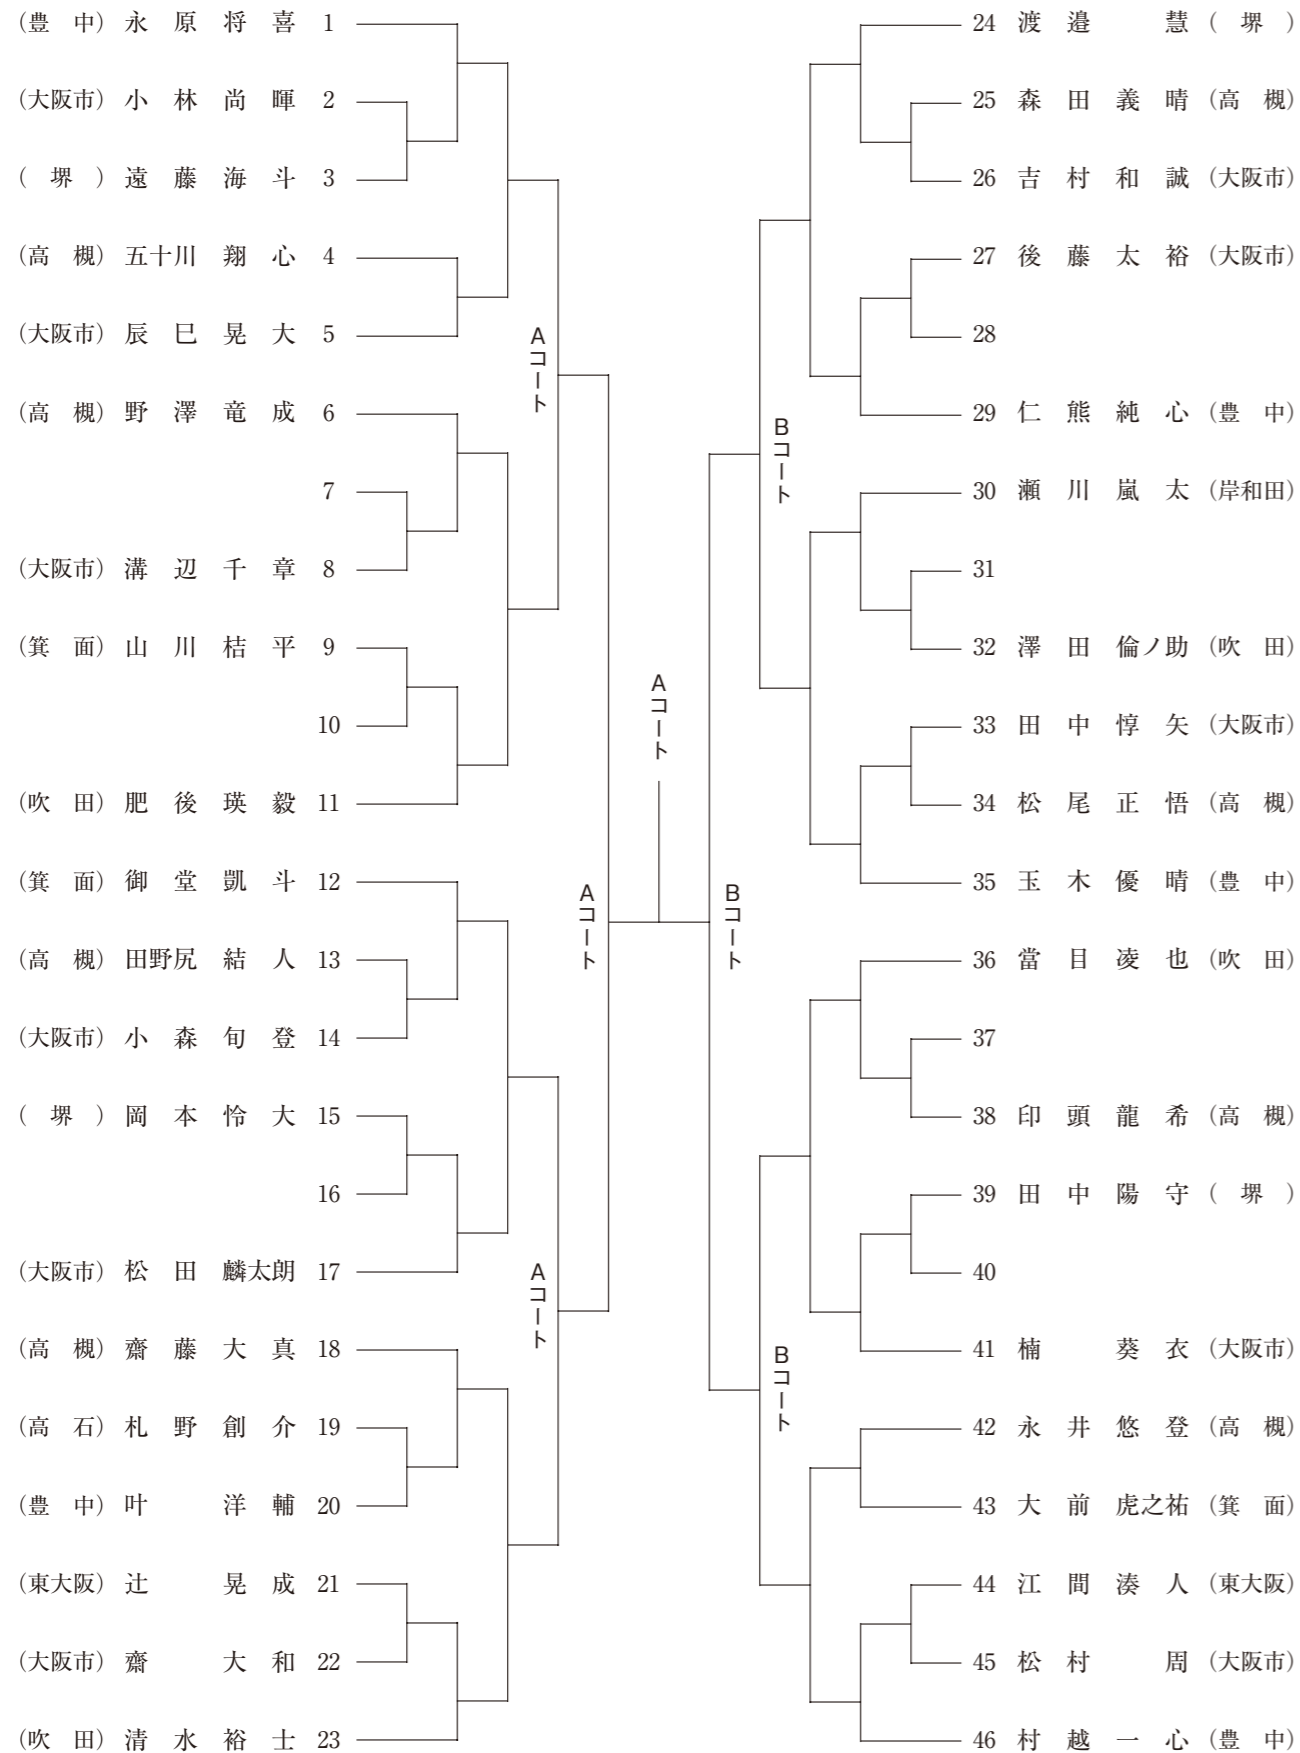 (豊 中) 永 原 将 喜 1
(大阪市) 小 林 尚 暉 2
( 堺 ) 遠 藤 海 斗 3
(高 槻) 五十川 翔 心 4
(大阪市) 辰 巳 晃 大 5
(高 槻) 野 澤 竜 成 6
7
(大阪市) 溝 辺 千 章 8
(箕 面) 山 川 桔 平 9
10
(吹 田) 肥 後 瑛 毅 11
(箕 面) 御 堂 凱 斗 12
(高 槻) 田野尻 結 人 13
(大阪市) 小 森 旬 登 14
( 堺 ) 岡 本 怜 大 15
16
(大阪市) 松 田 麟太朗 17
(高 槻) 齋 藤 大 真 18
(高 石) 札 野 創 介 19
(豊 中) 叶 洋 輔 20
(東大阪) 辻 晃 成 21
(大阪市) 齋 大 和 22
(吹 田) 清 水 裕 士 23
Aコート
Aコート
Aコート
Aコート
Bコート
Bコート
Bコート
24 渡 邉 慧 ( 堺 )
25 森 田 義 晴 (高 槻)
26 吉 村 和 誠 (大阪市)
27 後 藤 太 裕 (大阪市)
28
29 仁 熊 純 心 (豊 中)
30 瀬 川 嵐 太 (岸和田)
31
32 澤 田 倫ノ助 (吹 田)
33 田 中 惇 矢 (大阪市)
34 松 尾 正 悟 (高 槻)
35 玉 木 優 晴 (豊 中)
36 當 目 凌 也 (吹 田)
37
38 印 頭 龍 希 (高 槻)
39 田 中 陽 守 ( 堺 )
40
41 楠 葵 衣 (大阪市)
42 永 井 悠 登 (高 槻)
43 大 前 虎之祐 (箕 面)
44 江 間 湊 人 (東大阪)
45 松 村 周 (大阪市)
46 村 越 一 心 (豊 中)